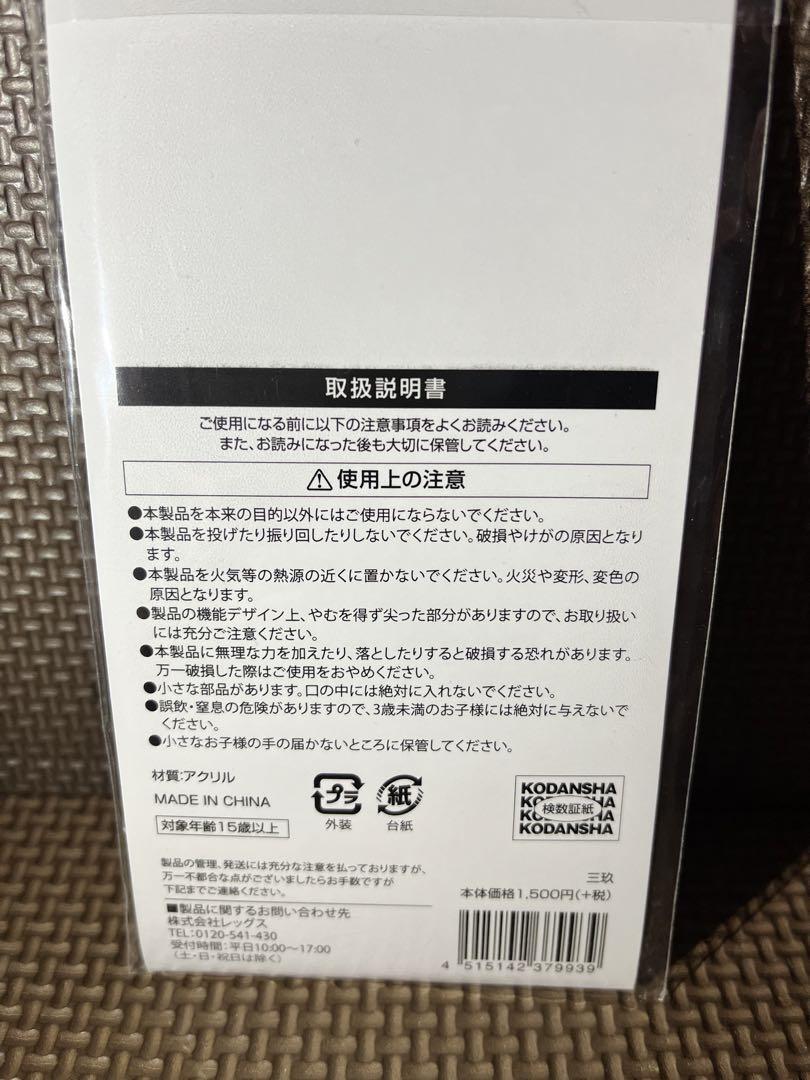 取扱説明書
ご使用になる前に以下の注意事項をよくお読みください。
また、お読みになった後も大切に保管してください。
⚠使用上の注意
●本製品を本来の目的以外にはご使用にならないでください。
●本製品を投げたり振り回したりしないでください。破損やけがの原因となり
ます。
●本製品を火気等の熱源の近くに置かないでください。火災や変形、変色の
原因となります。
●製品の機能デザイン上、やむを得ず尖った部分がありますので、お取り扱い
には充分ご注意ください。
●本製品に無理な力を加えたり、落としたりすると破損する恐れがあります。
万一破損した際はご使用をおやめください。
●小さな部品があります。口の中には絶対に入れないでください。
●誤飲・窒息の危険がありますので、3歳未満のお子様には絶対に与えないで
ください。
●小さなお子様の手の届かないところに保管してください。
材質:アクリル
MADE IN CHINA
対象年齢15歳以上
プラ
外装
紙
台紙
KODANSHA
KODANSHA
検数証紙
KODANSHA
KODANSHA
製品の管理、発送には充分な注意を払っておりますが、
万一不都合な点がございましたらお手数ですが
下記までご連絡ください。
■製品に関するお問い合わせ先
株式会社レッグス
TEL:0120-541-430
受付時間:平日10:00~17:00
(土・日・祝日は除く)
三玖
本体価格1,500円(+税)
4 515142 379939